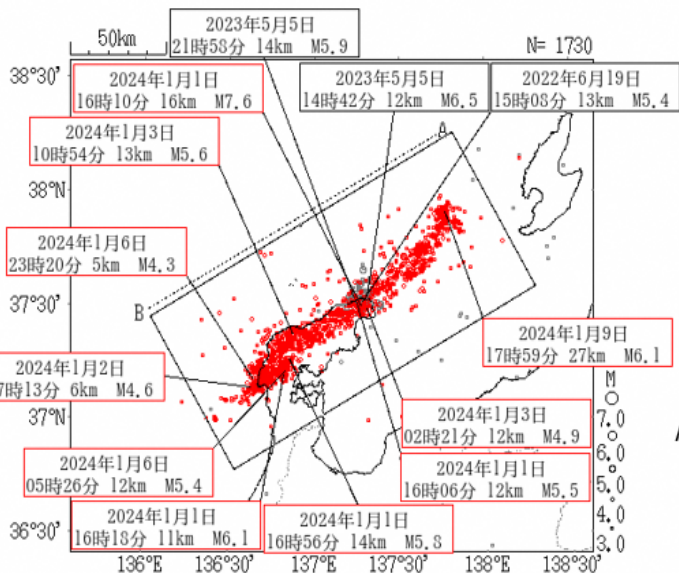 50km
N= 1730
2023年5月5日
21時58分 14km M5.9
2024年1月1日
16時10分 16km M7.6
2023年5月5日
14時42分 12km M6.5
2022年6月19日
15時08分 13km M5.4
2024年1月3日
10時54分 13km M5.6
A
2024年1月6日
23時20分 5km M4.3
B
2024年1月9日
17時59分 27km M6.1
2024年1月2日
7時13分 6km M4.6
2024年1月3日
02時21分 12km M4.9
2024年1月6日
05時26分 12km M5.4
2024年1月1日
16時06分 12km M5.5
2024年1月1日
16時18分 11km M6.1
2024年1月1日
16時56分 14km M5.8
38°30'
38°N
37°30'
37°N
36°30'
136°E
136°30'
137°E
137°30'
138°E
138°30'
M
7.0
6.0
5.0
4.0
3.0